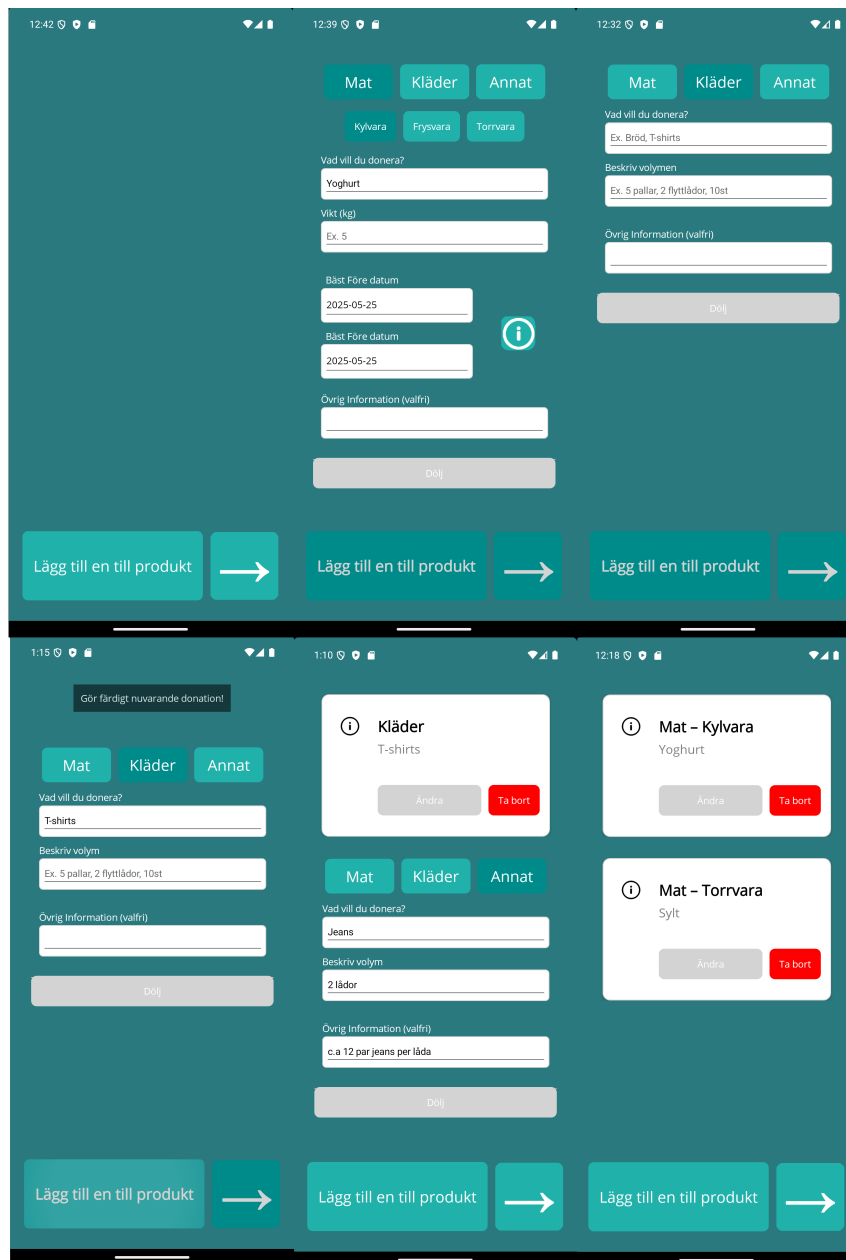 12:42
Lägg till en till produkt
12:39
Mat Kläder Annat
Kylvara Frysvara Torrvara
Vad vill du donera?
Yoghurt
Vikt (kg)
Ex. 5
Bäst Före datum
2025-05-25
Bäst Före datum
2025-05-25
Övrig Information (valfri)
Dölj
Lägg till en till produkt
12:32
Mat Kläder Annat
Vad vill du donera?
Ex. Bröd, T-shirts
Beskriv volymen
Ex. 5 pallar, 2 flyttlådor, 10st
Övrig Information (valfri)
Dölj
Lägg till en till produkt
1:15
Gör färdigt nuvarande donation!
Mat Kläder Annat
Vad vill du donera?
T-shirts
Beskriv volym
Ex. 5 pallar, 2 flyttlådor, 10st
Övrig Information (valfri)
Dölj
Lägg till en till produkt
1:10
Kläder
T-shirts
Ändra Ta bort
Mat Kläder Annat
Vad vill du donera?
Jeans
Beskriv volym
2 lådor
Övrig Information (valfri)
c.a 12 par jeans per låda
Dölj
Lägg till en till produkt
12:18
Mat – Kylvara
Yoghurt
Ändra Ta bort
Mat – Torrvara
Sylt
Ändra Ta bort
Lägg till en till produkt